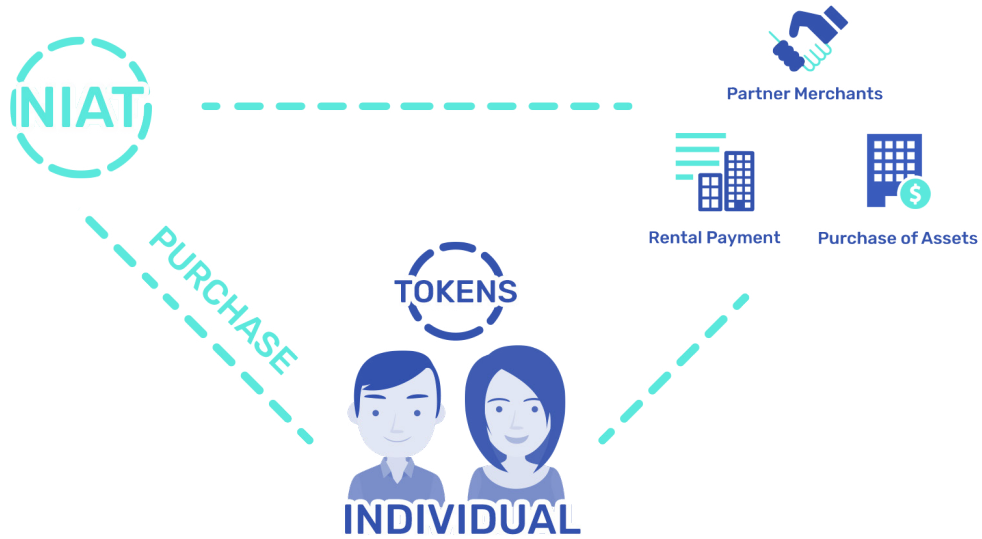 NIAT
Partner Merchants
Rental Payment
Purchase of Assets
PURCHASE
TOKENS
$
INDIVIDUAL